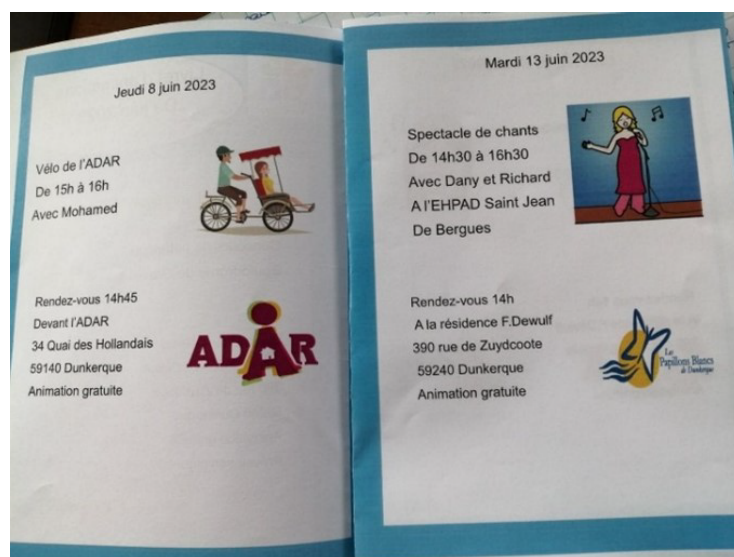 Jeudi 8 juin 2023
Vélo de l'ADAR
De 15h à 16h
Avec Mohamed
Rendez-vous 14h45
Devant l'ADAR
34 Quai des Hollandais
59140 Dunkerque
Animation gratuite
ADAR
Mardi 13 juin 2023
Spectacle de chants
De 14h30 à 16h30
Avec Dany et Richard
A l'EHPAD Saint Jean
De Bergues
Rendez-vous 14h
A la résidence F.Dewulf
390 rue de Zuydcoote
59240 Dunkerque
Animation gratuite
Les
Papillons Blancs
de Dunkerque